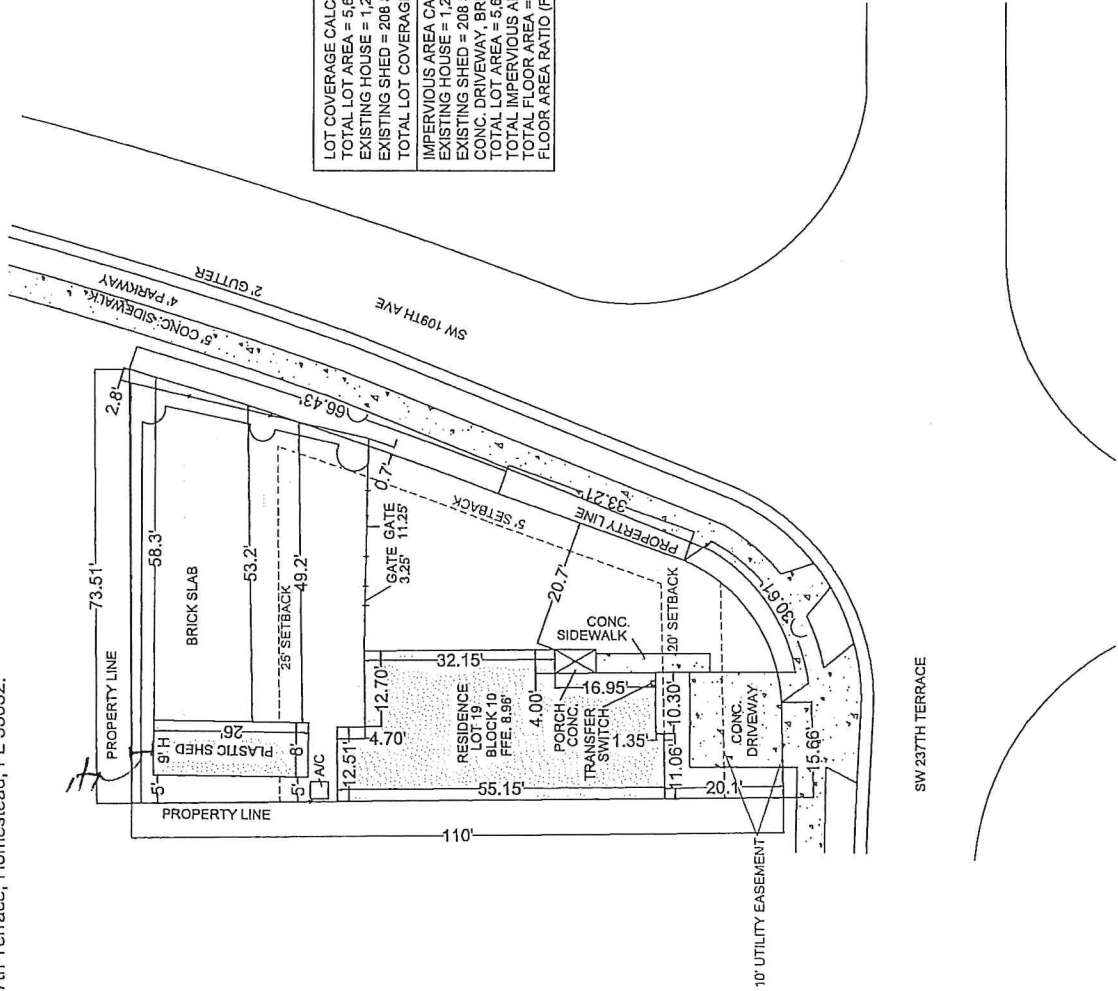 7th Terrace, Homestead, FL 33032.
LOT COVERAGE CALC
TOTAL LOT AREA = 5,6
EXISTING HOUSE = 1,2
EXISTING SHED = 208
TOTAL LOT COVERAG
IMPERVIOUS AREA CA
EXISTING HOUSE = 1,2
EXISTING SHED = 208
CONC. DRIVEWAY, BR
TOTAL LOT AREA = 5,6
TOTAL IMPERVIOUS A
TOTAL FLOOR AREA =
FLOOR AREA RATIO (F
73.51'
PROPERTY LINE
2.8'
5' CONC. SIDEWALK
4' PARKWAY
2' GUTTER
SW 109TH AVE
5'
9' H.
26'
PLASTIC SHED
8'
5'
58.3'
BRICK SLAB
53.2'
25' SETBACK
49.2'
66.43'
0.7'
GATE
3.25'
GATE
11.25'
A/C
PROPERTY LINE
110'
12.51'
4.70'
12.70'
32.15'
55.15'
RESIDENCE
LOT 19
BLOCK 10
FFE. 8.96'
4.00'
PORCH
CONC.
TRANSFER
SWITCH
16.95'
1.35'
10.30'
11.06'
CONC.
SIDEWALK
20.7'
5' SETBACK
PROPERTY LINE
33.21'
20' SETBACK
30.61'
CONC.
DRIVEWAY
20.1'
15.66'
10' UTILITY EASEMENT
SW 237TH TERRACE